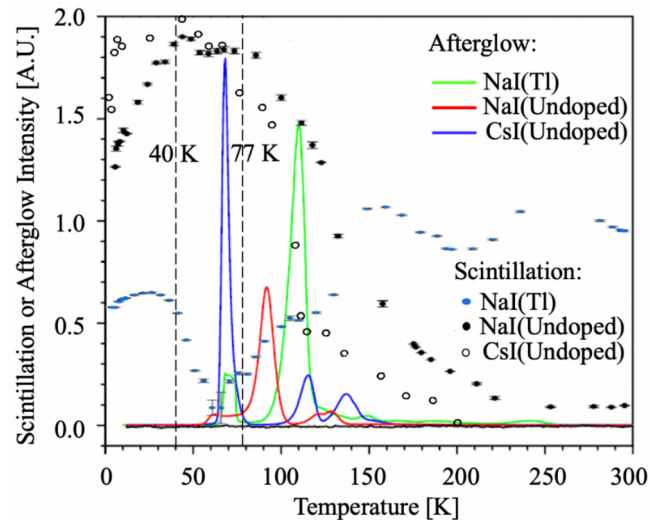 Scintillation or Afterglow Intensity [A.U.]
2.0
1.5
1.0
0.5
0.0
40 K
77 K
Afterglow:
NaI(Tl)
NaI(Undoped)
CsI(Undoped)
Scintillation:
NaI(Tl)
NaI(Undoped)
CsI(Undoped)
0 50 100 150 200 250 300
Temperature [K]